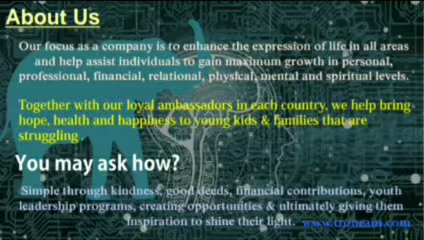 About Us
Our focus as a company is to enhance the expression of life in all areas
and help assist individuals to gain maximum growth in personal,
professional, financial, relational, physical, mental and spiritual levels.
Together with our loyal ambassadors in each country, we help bring
hope, health and happiness to young kids & families that are
struggling .
You may ask how?
Simple through kindness, good deeds, financial contributions, youth
leadership programs, creating opportunities & ultimately giving them
inspiration to shine their light.